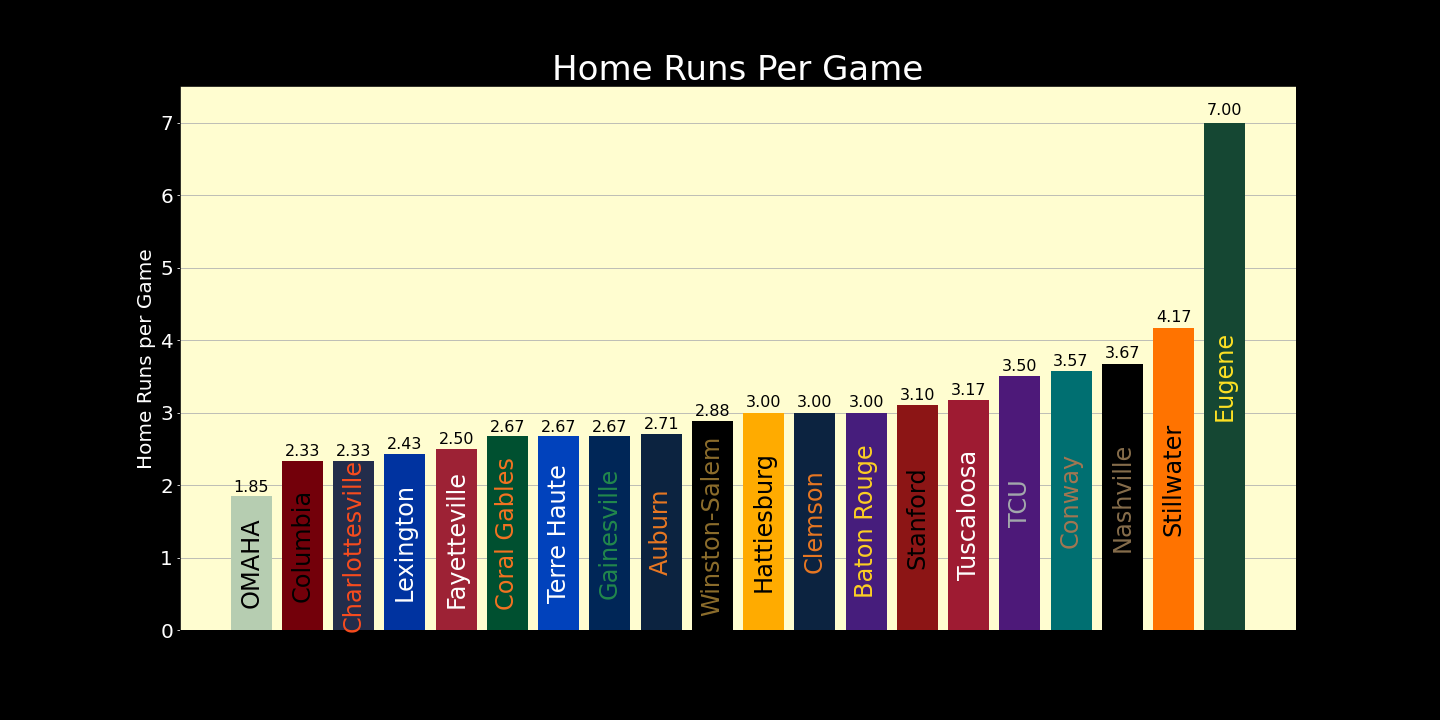 Home Runs Per Game
Home Runs per Game
7
6
5
4
3
2
1
0
1.85
2.33
2.33
2.43
2.50
2.67
2.67
2.67
2.71
2.88
3.00
3.00
3.00
3.10
3.17
3.50
3.57
3.67
4.17
7.00
OMAHA
Columbia
Charlottesville
Lexington
Fayetteville
Coral Gables
Terre Haute
Gainesville
Auburn
Winston-Salem
Hattiesburg
Clemson
Baton Rouge
Stanford
Tuscaloosa
TCU
Conway
Nashville
Stillwater
Eugene